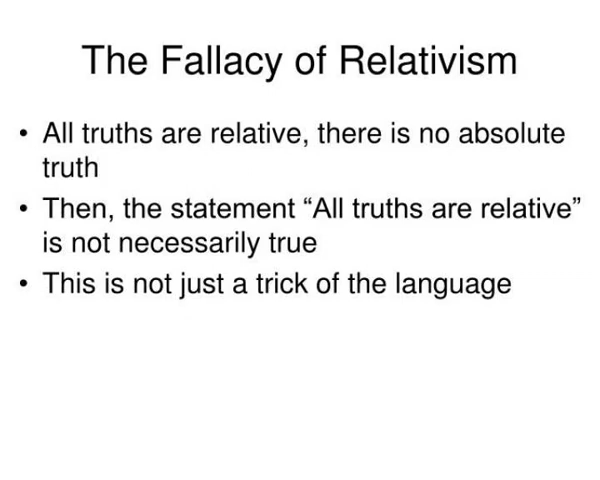 The Fallacy of Relativism
• All truths are relative, there is no absolute
truth
• Then, the statement “All truths are relative”
is not necessarily true
• This is not just a trick of the language